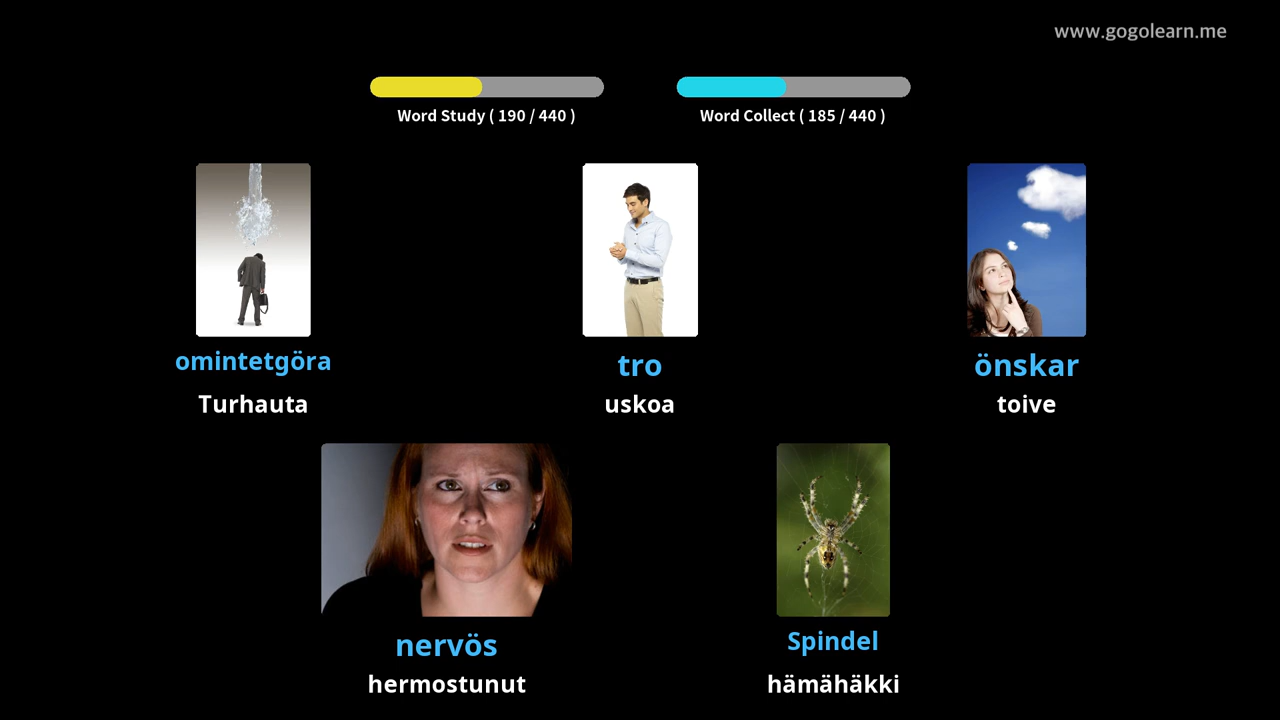 www.gogolearn.me
Word Study ( 190 / 440 )
Word Collect ( 185 / 440 )
omintetgöra
Turhauta
tro
uskoa
önskar
toive
nervös
hermostunut
Spindel
hämähäkki